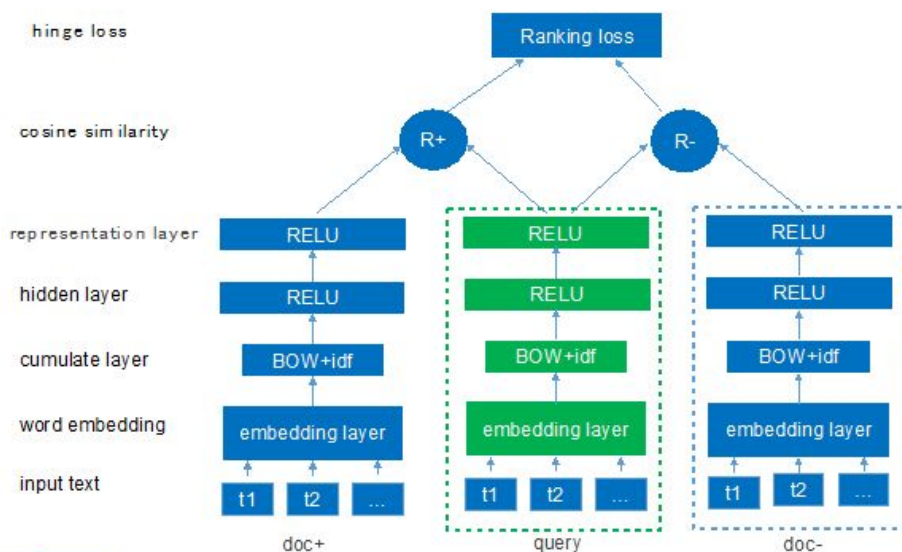 hinge loss
Ranking loss
cosine similarity
R+
R-
representation layer
RELU
RELU
RELU
hidden layer
RELU
RELU
RELU
cumulate layer
BOW+idf
BOW+idf
BOW+idf
word embedding
embedding layer
embedding layer
embedding layer
input text
t1
t2
...
t1
t2
...
t1
t2
...
doc+
query
doc-